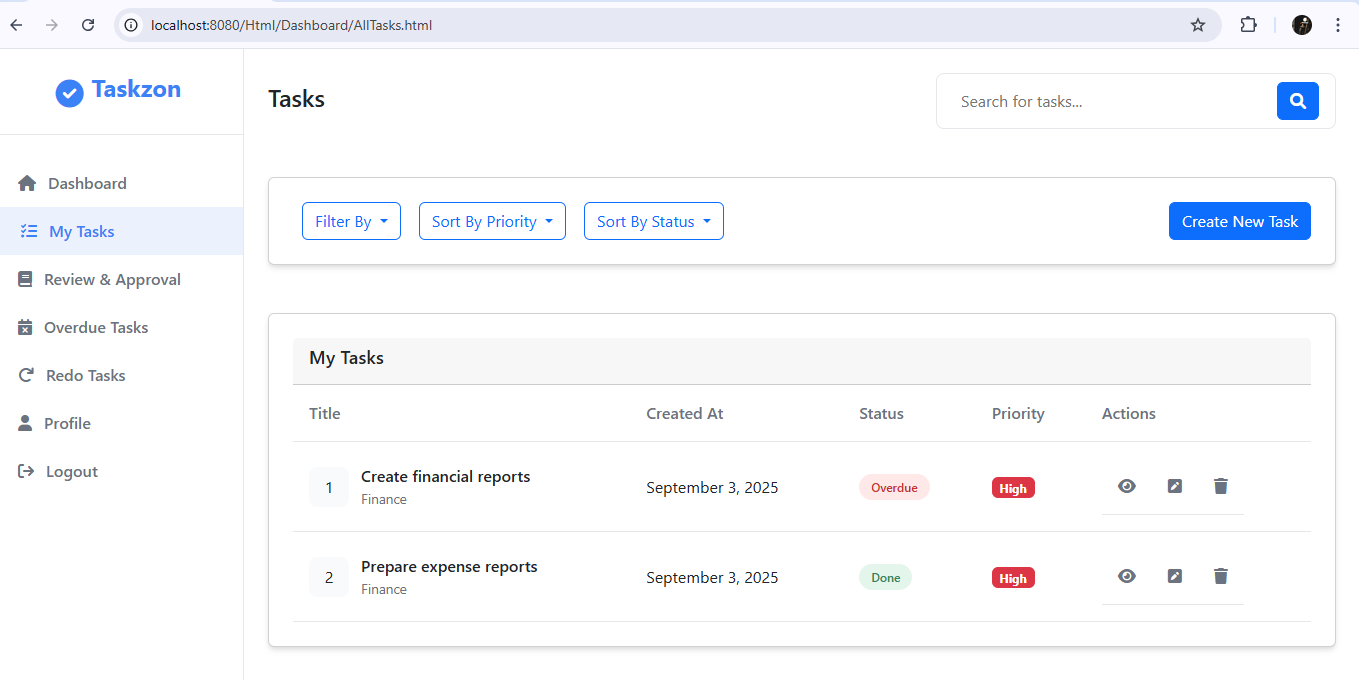 localhost:8080/Html/Dashboard/AllTasks.html
Taskzon
Dashboard
My Tasks
Review & Approval
Overdue Tasks
Redo Tasks
Profile
Logout
Tasks
Search for tasks...
Filter By
Sort By Priority
Sort By Status
Create New Task
My Tasks
Title Created At Status Priority Actions
1 Create financial reports September 3, 2025 Overdue High
Finance
2 Prepare expense reports September 3, 2025 Done High
Finance